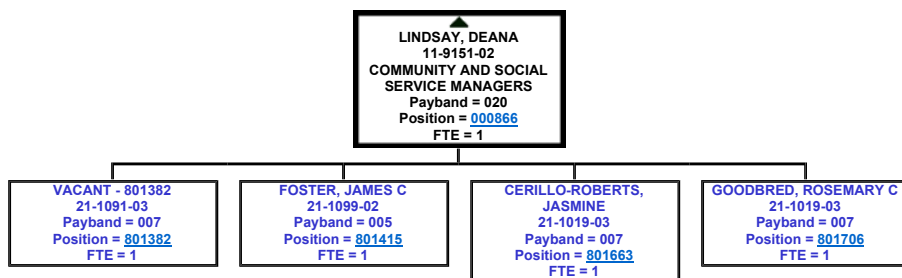 LINDSAY, DEANA
11-9151-02
COMMUNITY AND SOCIAL
SERVICE MANAGERS
Payband = 020
Position = 000866
FTE = 1
VACANT - 801382
21-1091-03
Payband = 007
Position = 801382
FTE = 1
FOSTER, JAMES C
21-1099-02
Payband = 005
Position = 801415
FTE = 1
CERILLO-ROBERTS,
JASMINE
21-1019-03
Payband = 007
Position = 801663
FTE = 1
GOODBRED, ROSEMARY C
21-1019-03
Payband = 007
Position = 801706
FTE = 1